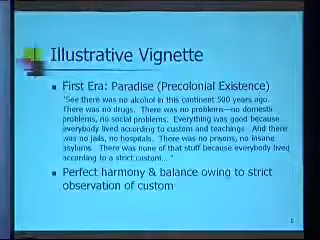 Illustrative Vignette
First Era: Paradise (Precolonial Existence)
"See there was no alcohol in this continent 500 years ago.
There was no drugs. There was no problems—no domestic
problems, no social problems. Everything was good because
everybody lived according to custom and teachings. And there
was no jails, no hospitals. There was no prisons, no insane
asylums. There was none of that stuff because everybody lived
according to a strict custom..."
Perfect harmony & balance owing to strict
observation of custom